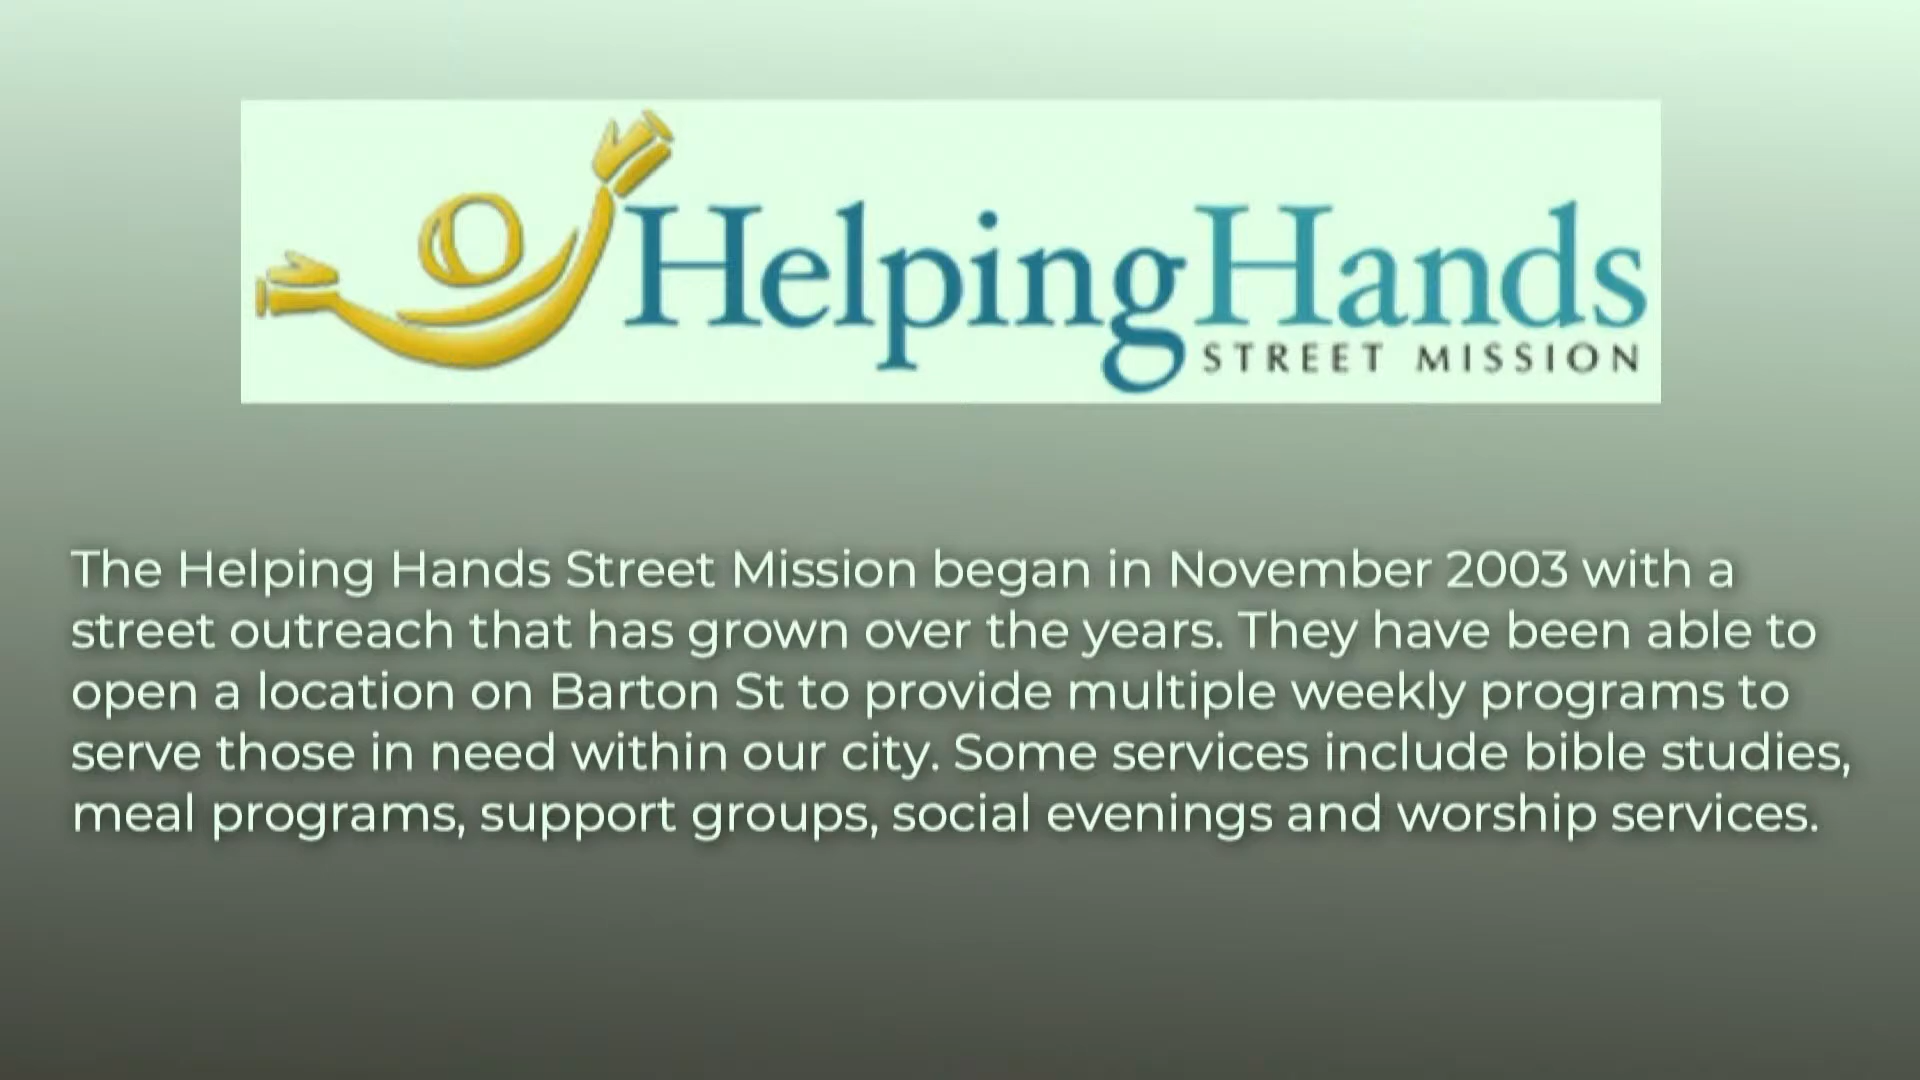 HelpingHands
STREET MISSION
The Helping Hands Street Mission began in November 2003 with a
street outreach that has grown over the years. They have been able to
open a location on Barton St to provide multiple weekly programs to
serve those in need within our city. Some services include bible studies,
meal programs, support groups, social evenings and worship services.